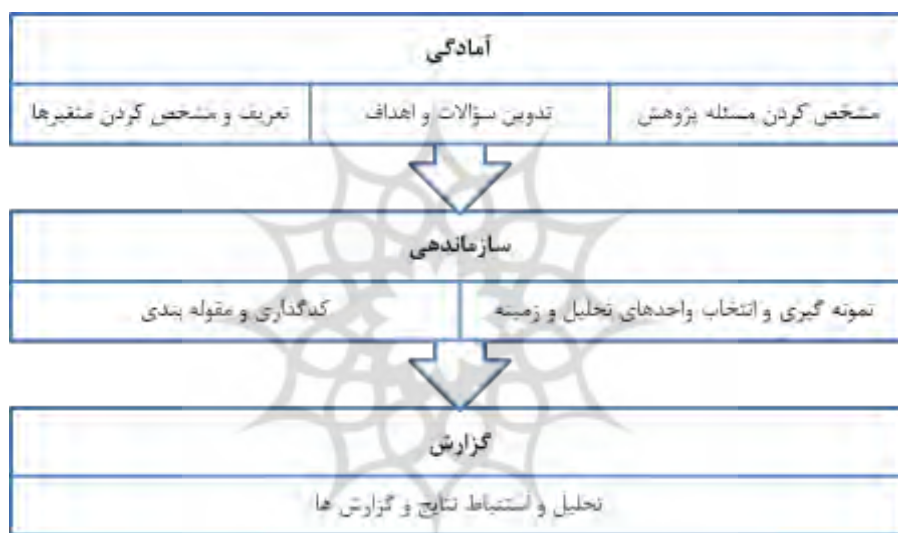 آمادگی
مشخص کردن مسئله پژوهش
تدوین سؤالات و اهداف
تعریف و مشخص کردن متغیرها
سازماندهی
نمونه گیری و انتخاب واحدهای تحلیل و زمینه
کدگذاری و مقوله بندی
گزارش
تحلیل و استنباط نتایج و گزارش ها